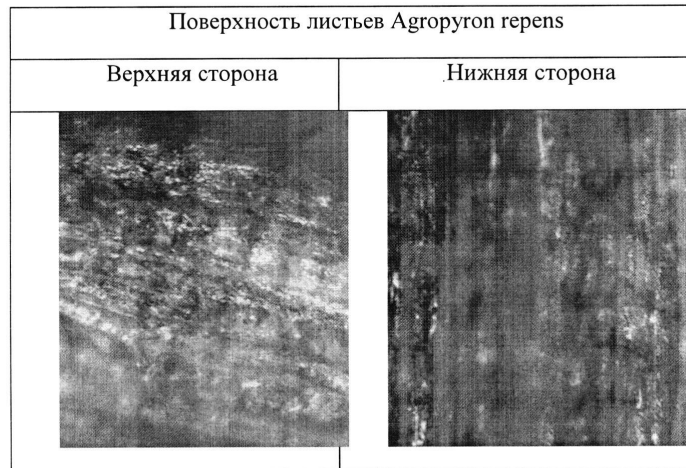 Поверхность листьев Agropyron repens
Верхняя сторона
Нижняя сторона